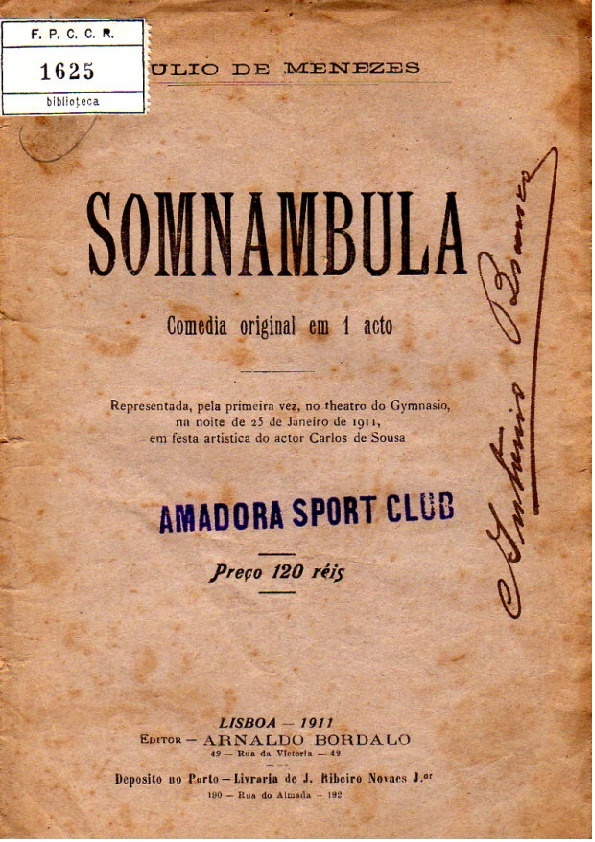 F. P. C. C. R.
1625
biblioteca
ULIO DE MENEZES
SOMNAMBULA
Comedia original em 1 acto
Representada, pela primeira vez, no theatro do Gymnasio,
na noite de 25 de Janeiro de 1911,
em festa artistica do actor Carlos de Sousa
AMADORA SPORT CLUB
Preço 120 réis
LISBOA — 1911
EDITOR — ARNALDO BORDALO
49 — Rua da Victoria — 49
Deposito no Porto — Livraria de J. Ribeiro Novaes J.or
190 — Rua do Almada — 192
Antonio